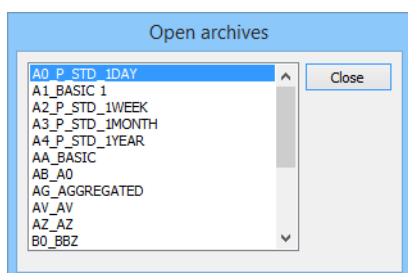 Open archives
A0_P_STD_1DAY
A1_BASIC 1
A2_P_STD_1WEEK
A3_P_STD_1MONTH
A4_P_STD_1YEAR
AA_BASIC
AB_A0
AG_AGGREGATED
AV_AV
AZ_AZ
B0_BBZ
Close